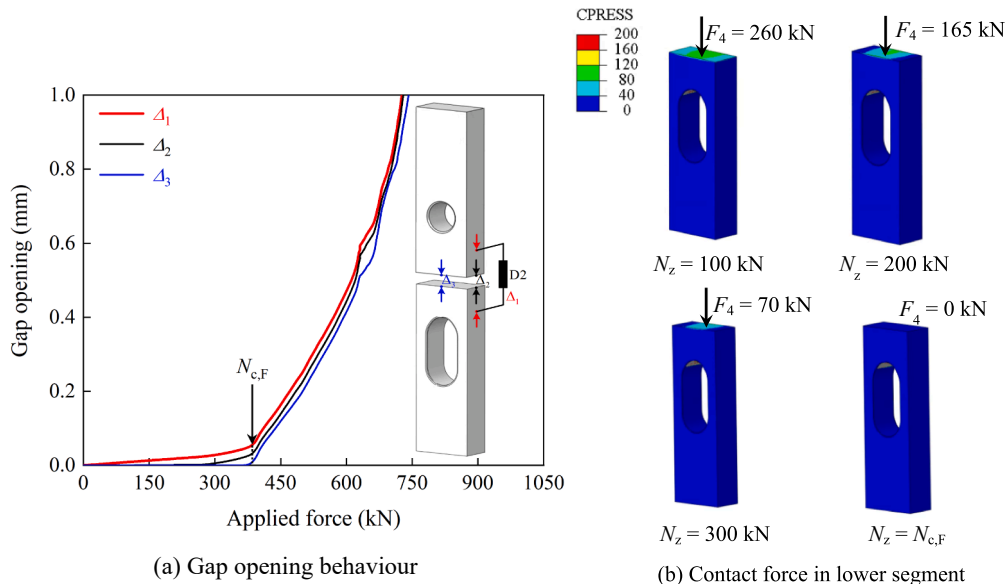 1.0
0.8
0.6
0.4
0.2
0.0
Gap opening (mm)
Δ1
Δ2
Δ3
Nc,F
Δ3
Δ2
D2
Δ1
0 150 300 450 600 750 900 1050
Applied force (kN)
(a) Gap opening behaviour
CPRESS
200
160
120
80
40
0
F4 = 260 kN
F4 = 165 kN
Nz = 100 kN
Nz = 200 kN
F4 = 70 kN
F4 = 0 kN
Nz = 300 kN
Nz = Nc,F
(b) Contact force in lower segment